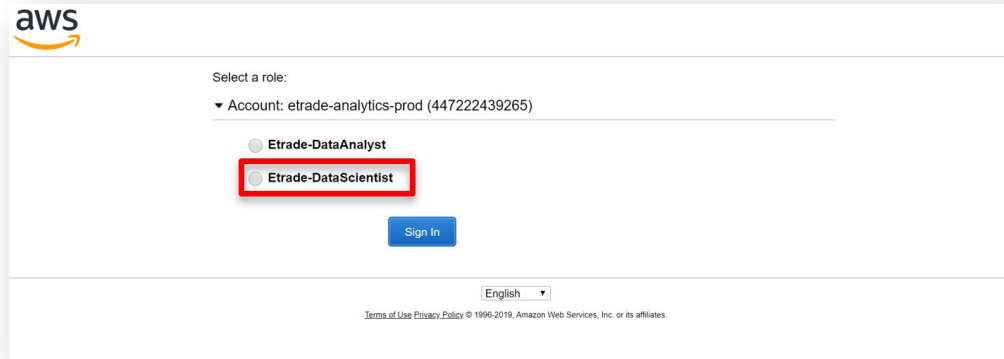 aws
Select a role:
Account: etrade-analytics-prod (447222439265)
Etrade-DataAnalyst
Etrade-DataScientist
Sign In
English
Terms of Use Privacy Policy © 1996-2019, Amazon Web Services, Inc. or its affiliates.